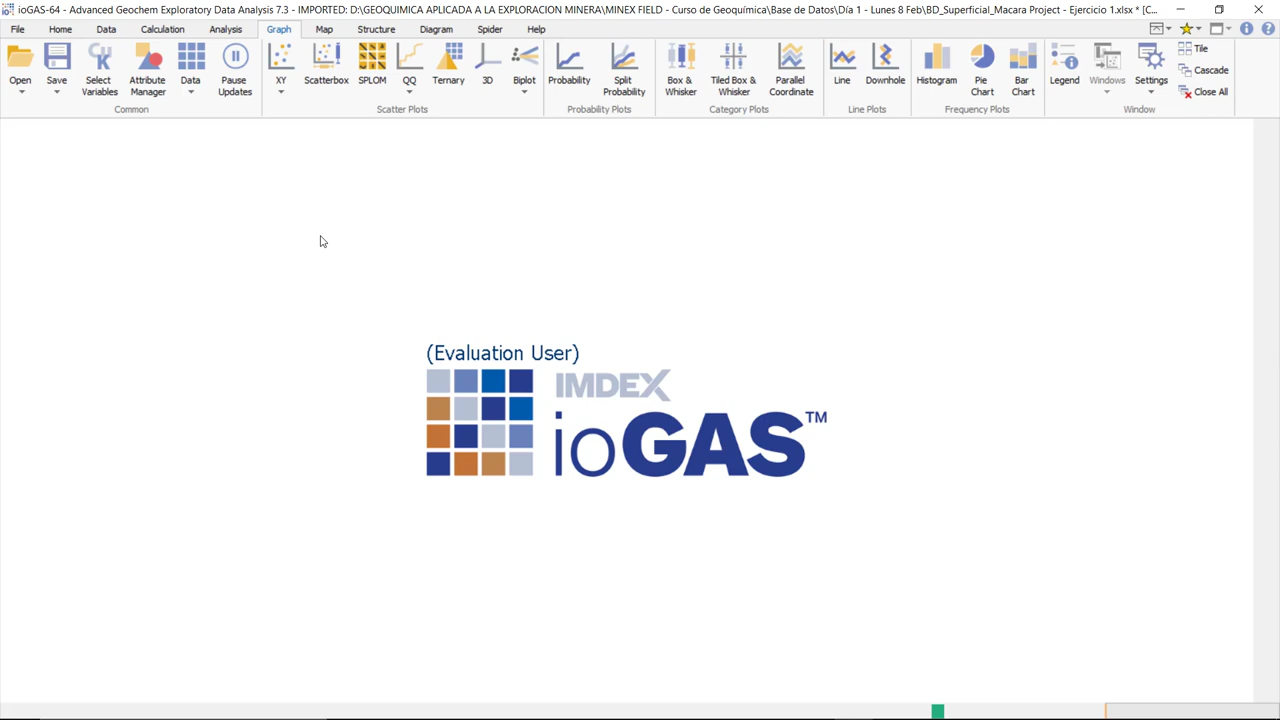 ioGAS-64 - Advanced Geochem Exploratory Data Analysis 7.3 - IMPORTED: D:\GEOQUIMICA APLICADA A LA EXPLORACION MINERA\MINEX FIELD - Curso de Geoquímica\Base de Datos\Día 1 - Lunes 8 Feb\BD_Superficial_Macara Project - Ejercicio 1.xlsx * [C...
File Home Data Calculation Analysis Graph Map Structure Quartile Diagram Spider Help
Open Save Select Variables Attribute Manager Data Pause Updates XY Scatterbox SPLOM QQ Ternary 3D Biplot Probability Split Probability Box & Whisker Tiled Box & Whisker Parallel Coordinate Line Downhole Histogram Pie Chart Bar Chart Legend Windows Settings Tile Cascade Close All
Common Scatter Plots Probability Plots Category Plots Line Plots Frequency Plots Window
(Evaluation User)
IMDEX
ioGAS™